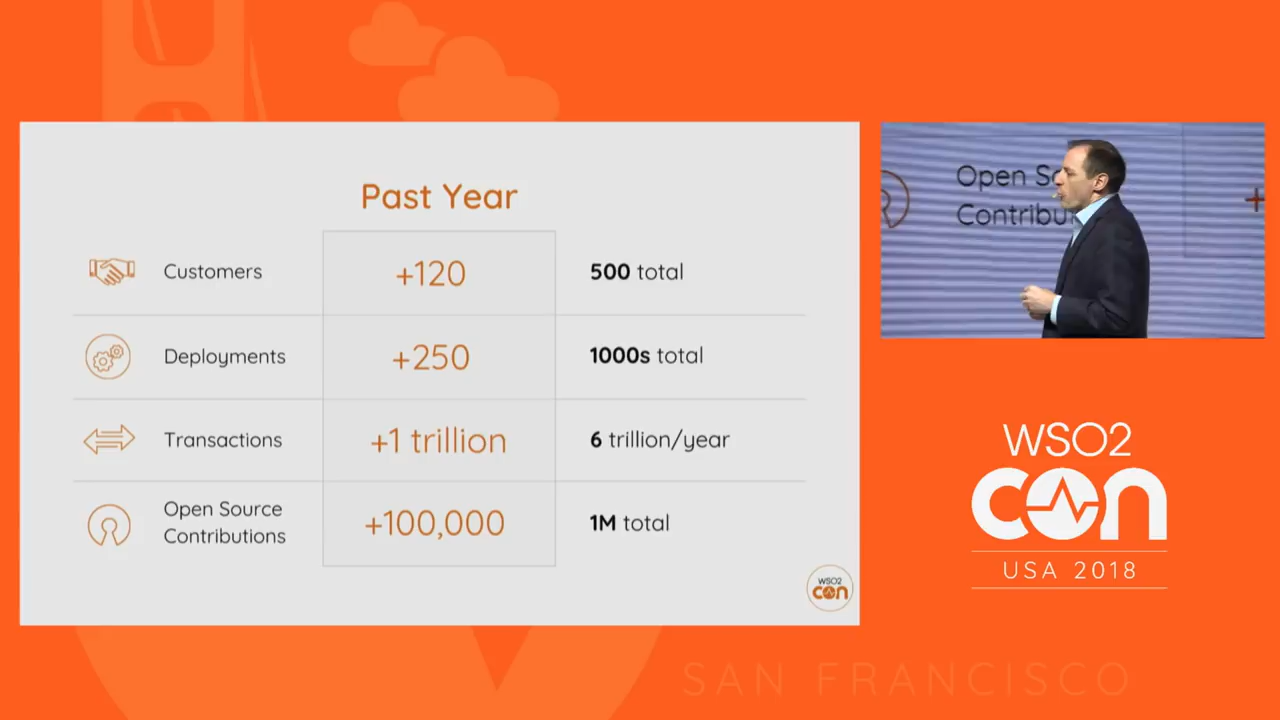 Past Year
Customers +120 500 total
Deployments +250 1000s total
Transactions +1 trillion 6 trillion/year
Open Source
Contributions
+100,000 1M total
WSO2
con
Open So
Contribu
+
WSO2
con
USA 2018
SAN FRANCISCO